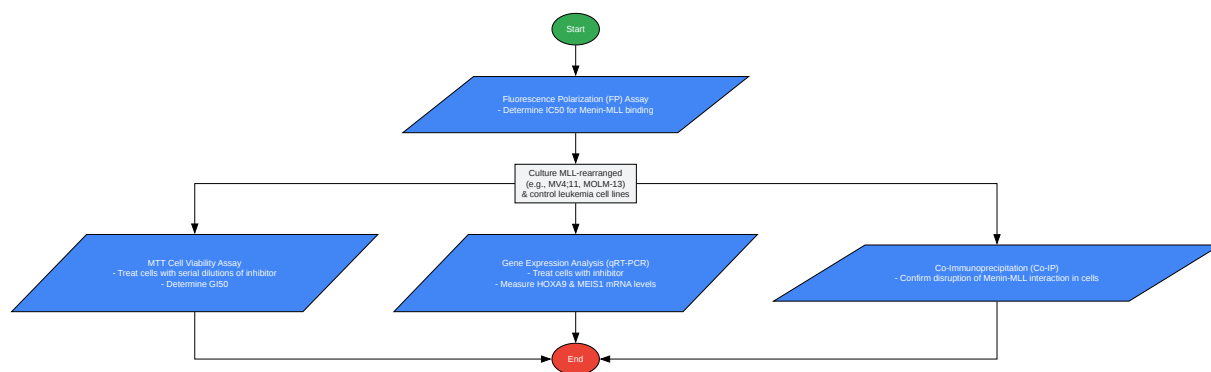 Start
Fluorescence Polarization (FP) Assay
- Determine IC50 for Menin-MLL binding
Culture MLL-rearranged
(e.g., MV4;11, MOLM-13)
& control leukemia cell lines
MTT Cell Viability Assay
- Treat cells with serial dilutions of inhibitor
- Determine GI50
Gene Expression Analysis (qRT-PCR)
- Treat cells with inhibitor
- Measure HOXA9 & MEIS1 mRNA levels
Co-Immunoprecipitation (Co-IP)
- Confirm disruption of Menin-MLL interaction in cells
End